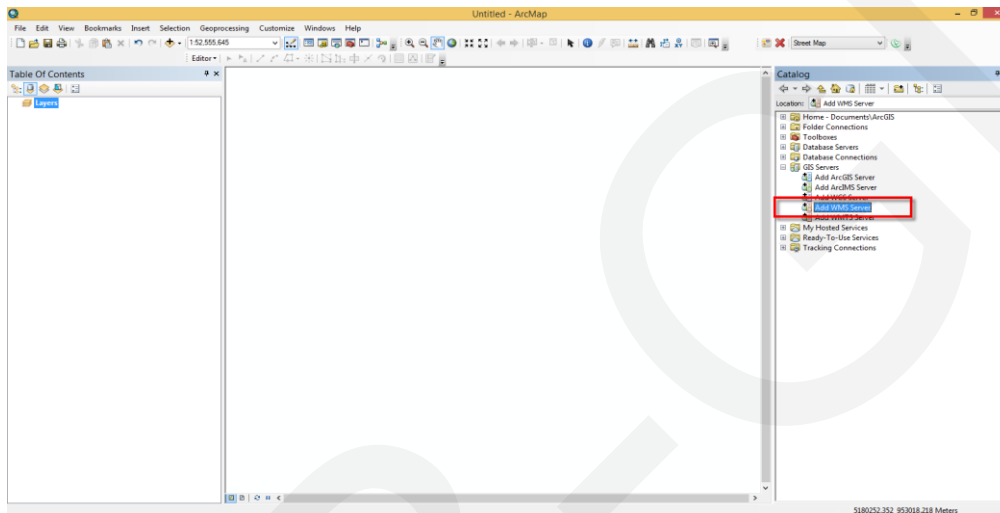 Untitled - ArcMap
File Edit View Bookmarks Insert Selection Geoprocessing Customize Windows Help
1:52.555.645
Street Map
Editor
Table Of Contents
Layers
Catalog
Location: Add WMS Server
Home - Documents\ArcGIS
Folder Connections
Toolboxes
Database Servers
Database Connections
GIS Servers
Add ArcGIS Server
Add ArcIMS Server
Add WCS Server
Add WMS Server
Add WMTS Server
My Hosted Services
Ready-To-Use Services
Tracking Connections
5180252.352 953018.218 Meters